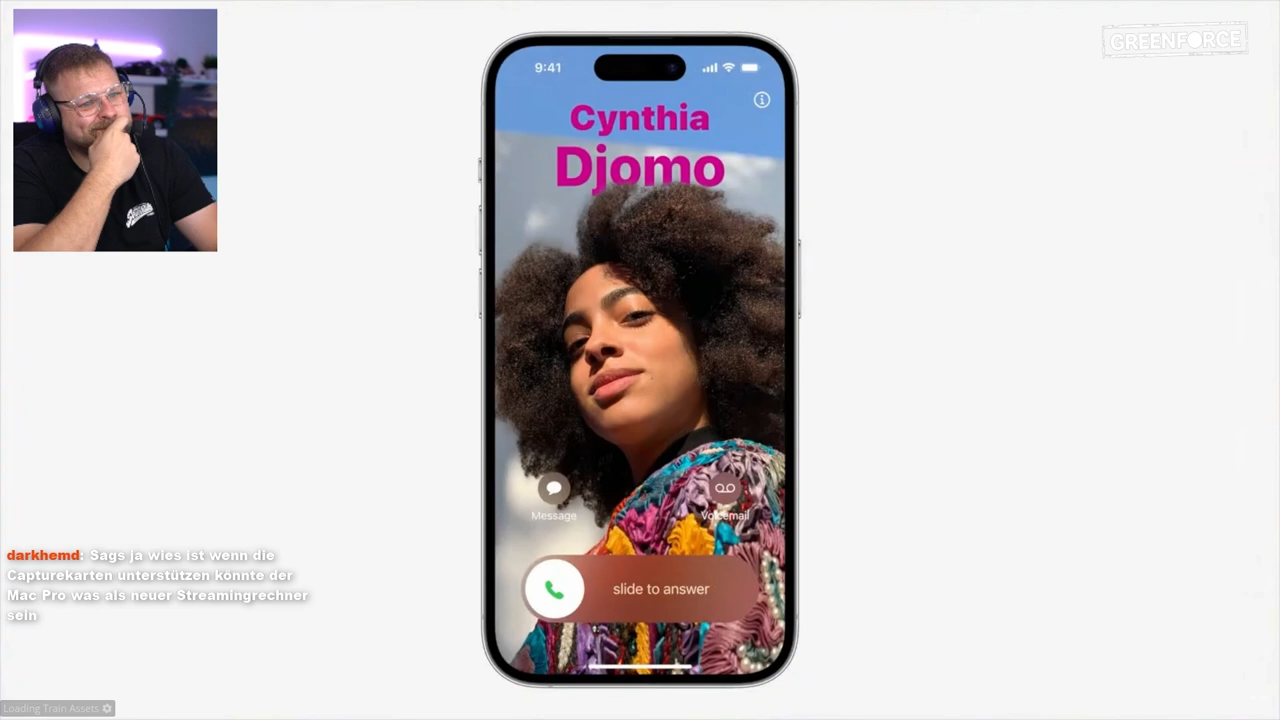 GREENFORCE
9:41
Cynthia
Djomo
Message
Voicemail
slide to answer
darkhemd: Sags ja wies ist wenn die
Capturekarten unterstützen könnte der
Mac Pro was als neuer Streamingrechner
sein
Loading Train Assets